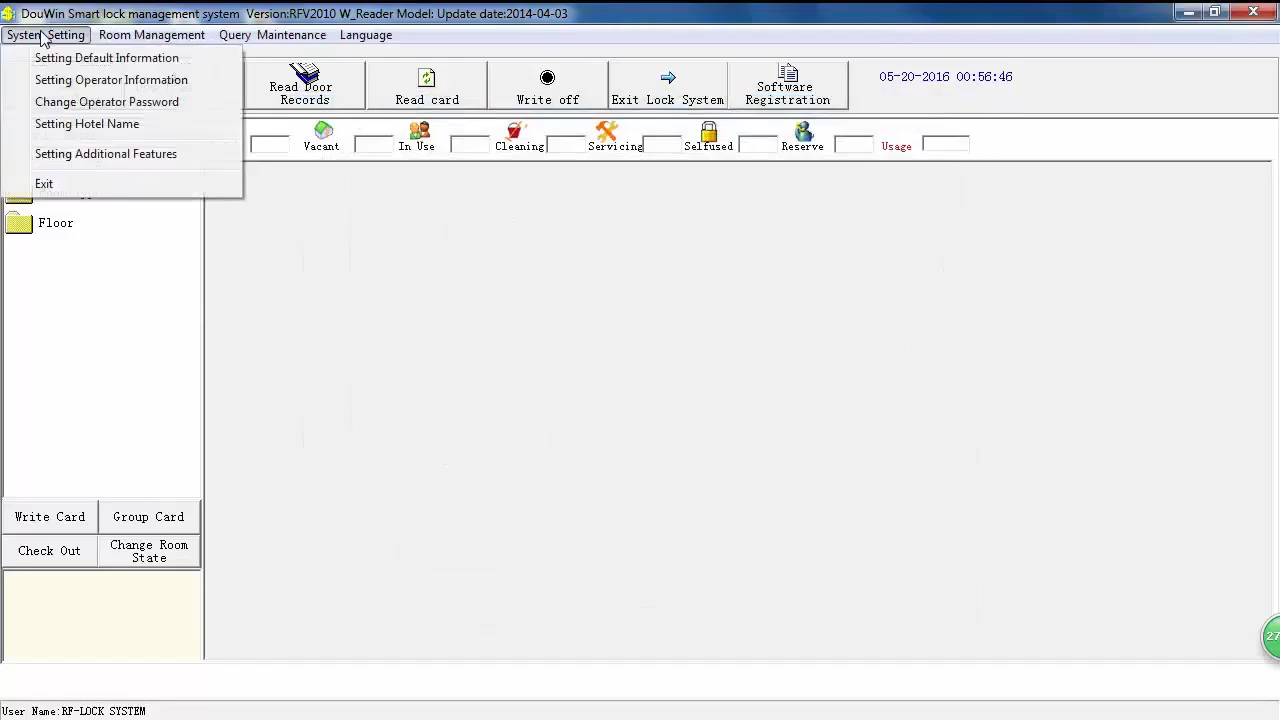 DouWin Smart lock management system Version:RFV2010 W_Reader Model: Update date:2014-04-03
System Setting Room Management Query Maintenance Language
Setting Default Information
Setting Operator Information
Change Operator Password
Setting Hotel Name
Setting Additional Features
Exit
Read Door
Records
Read card
Write off
Exit Lock System
Software
Registration
05-20-2016 00:56:46
Vacant
In Use
Cleaning
Servicing
Selfused
Reserve
Usage
Floor
Write Card
Group Card
Check Out
Change Room
State
27
User Name:RF-LOCK SYSTEM